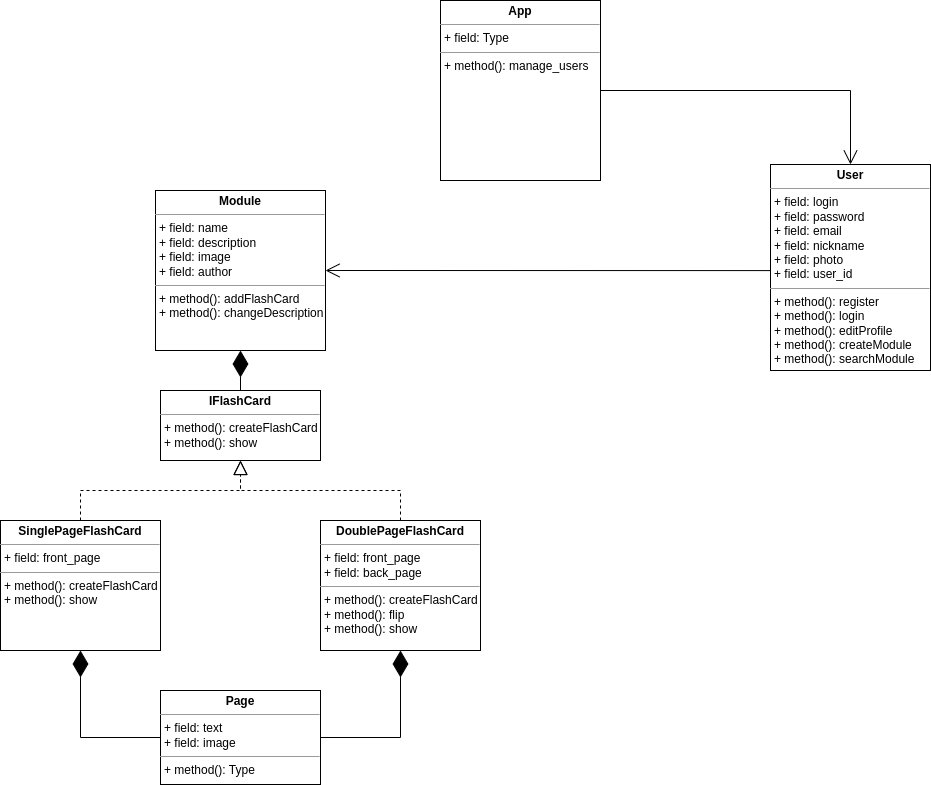 App
+ field: Type
+ method(): manage_users
User
+ field: login
+ field: password
+ field: email
+ field: nickname
+ field: photo
+ field: user_id
+ method(): register
+ method(): login
+ method(): editProfile
+ method(): createModule
+ method(): searchModule
Module
+ field: name
+ field: description
+ field: image
+ field: author
+ method(): addFlashCard
+ method(): changeDescription
IFlashCard
+ method(): createFlashCard
+ method(): show
SinglePageFlashCard
+ field: front_page
+ method(): createFlashCard
+ method(): show
DoublePageFlashCard
+ field: front_page
+ field: back_page
+ method(): createFlashCard
+ method(): flip
+ method(): show
Page
+ field: text
+ field: image
+ method(): Type